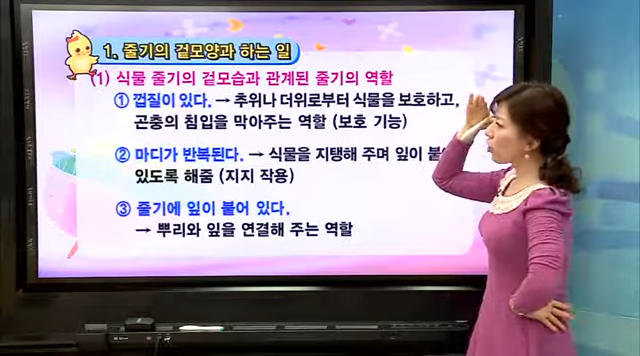 1. 줄기의 겉모양과 하는 일
(1) 식물 줄기의 겉모습과 관계된 줄기의 역할
① 껍질이 있다. → 추위나 더위로부터 식물을 보호하고,
곤충의 침입을 막아주는 역할 (보호 기능)
② 마디가 반복된다. → 식물을 지탱해 주며 잎이
있도록 해줌 (지지 작용)
③ 줄기에 잎이 붙어 있다.
→ 뿌리와 잎을 연결해 주는 역할